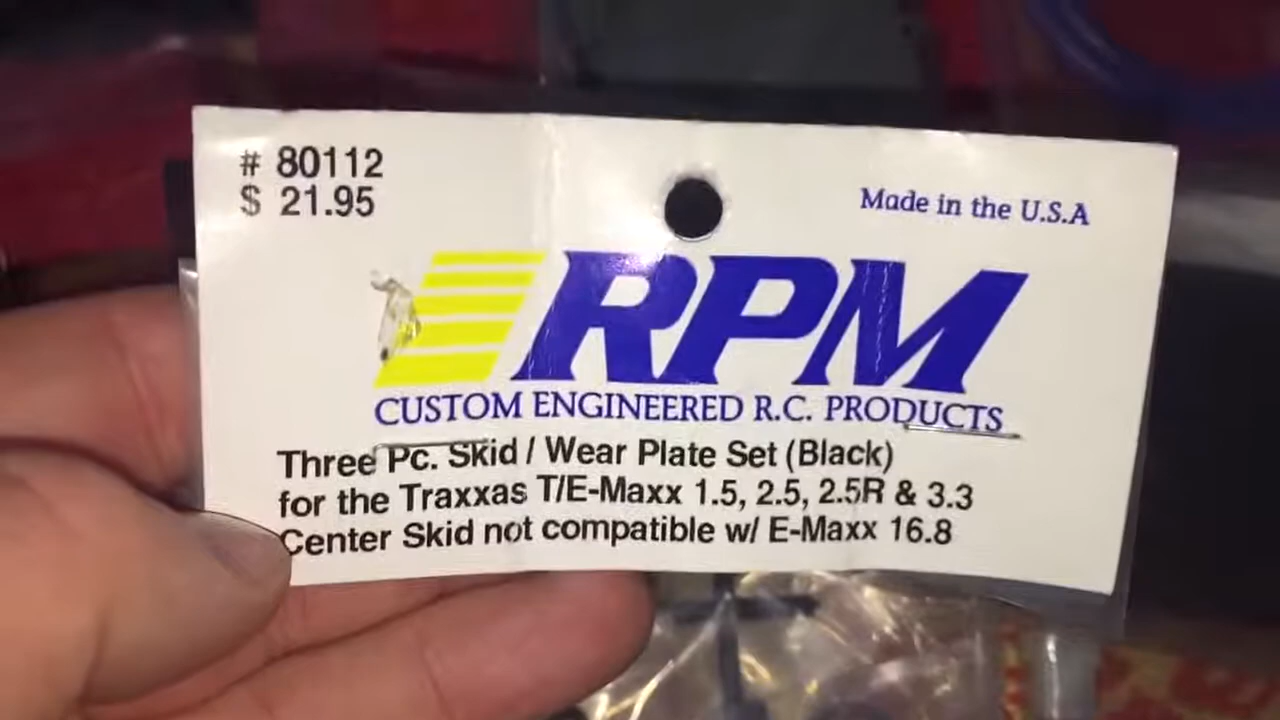 # 80112
$ 21.95
Made in the U.S.A
RPM
CUSTOM ENGINEERED R.C. PRODUCTS
Three Pc. Skid / Wear Plate Set (Black)
for the Traxxas T/E-Maxx 1.5, 2.5, 2.5R & 3.3
Center Skid not compatible w/ E-Maxx 16.8